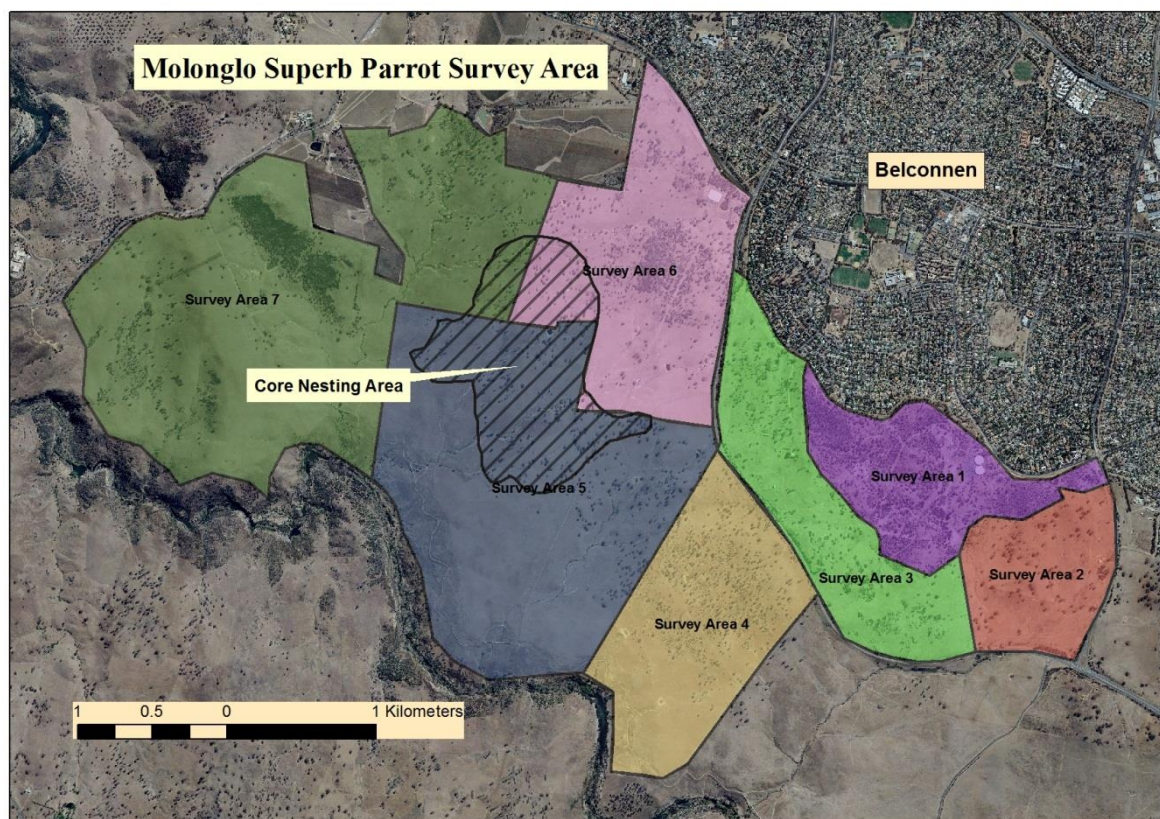 Molonglo Superb Parrot Survey Area
Belconnen
Survey Area 6
Survey Area 7
Core Nesting Area
Survey Area 1
Survey Area 5
Survey Area 3
Survey Area 2
Survey Area 4
1 0.5 0 1 Kilometers